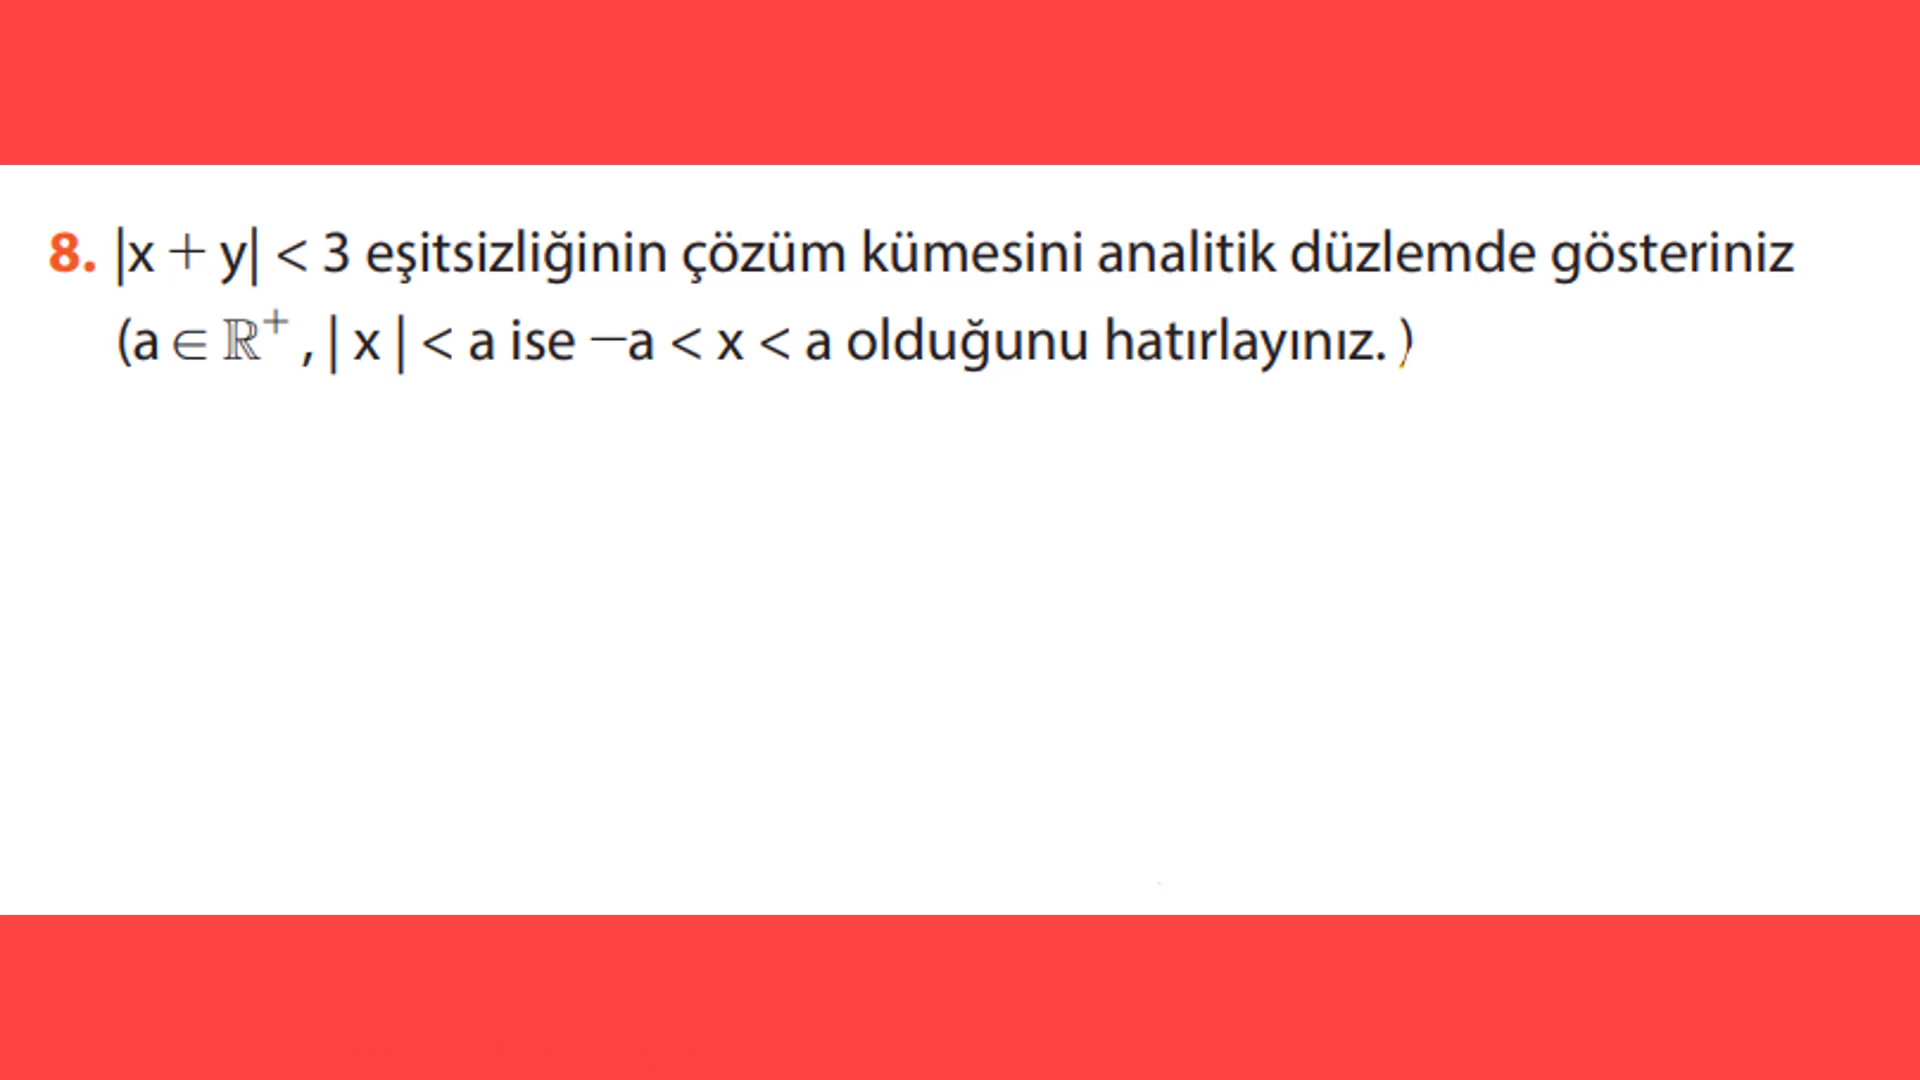 8. |x + y| < 3 eşitsizliğinin çözüm kümesini analitik düzlemde gösteriniz
(a ∈ ℝ⁺ , | x | < a ise −a < x < a olduğunu hatırlayınız. )